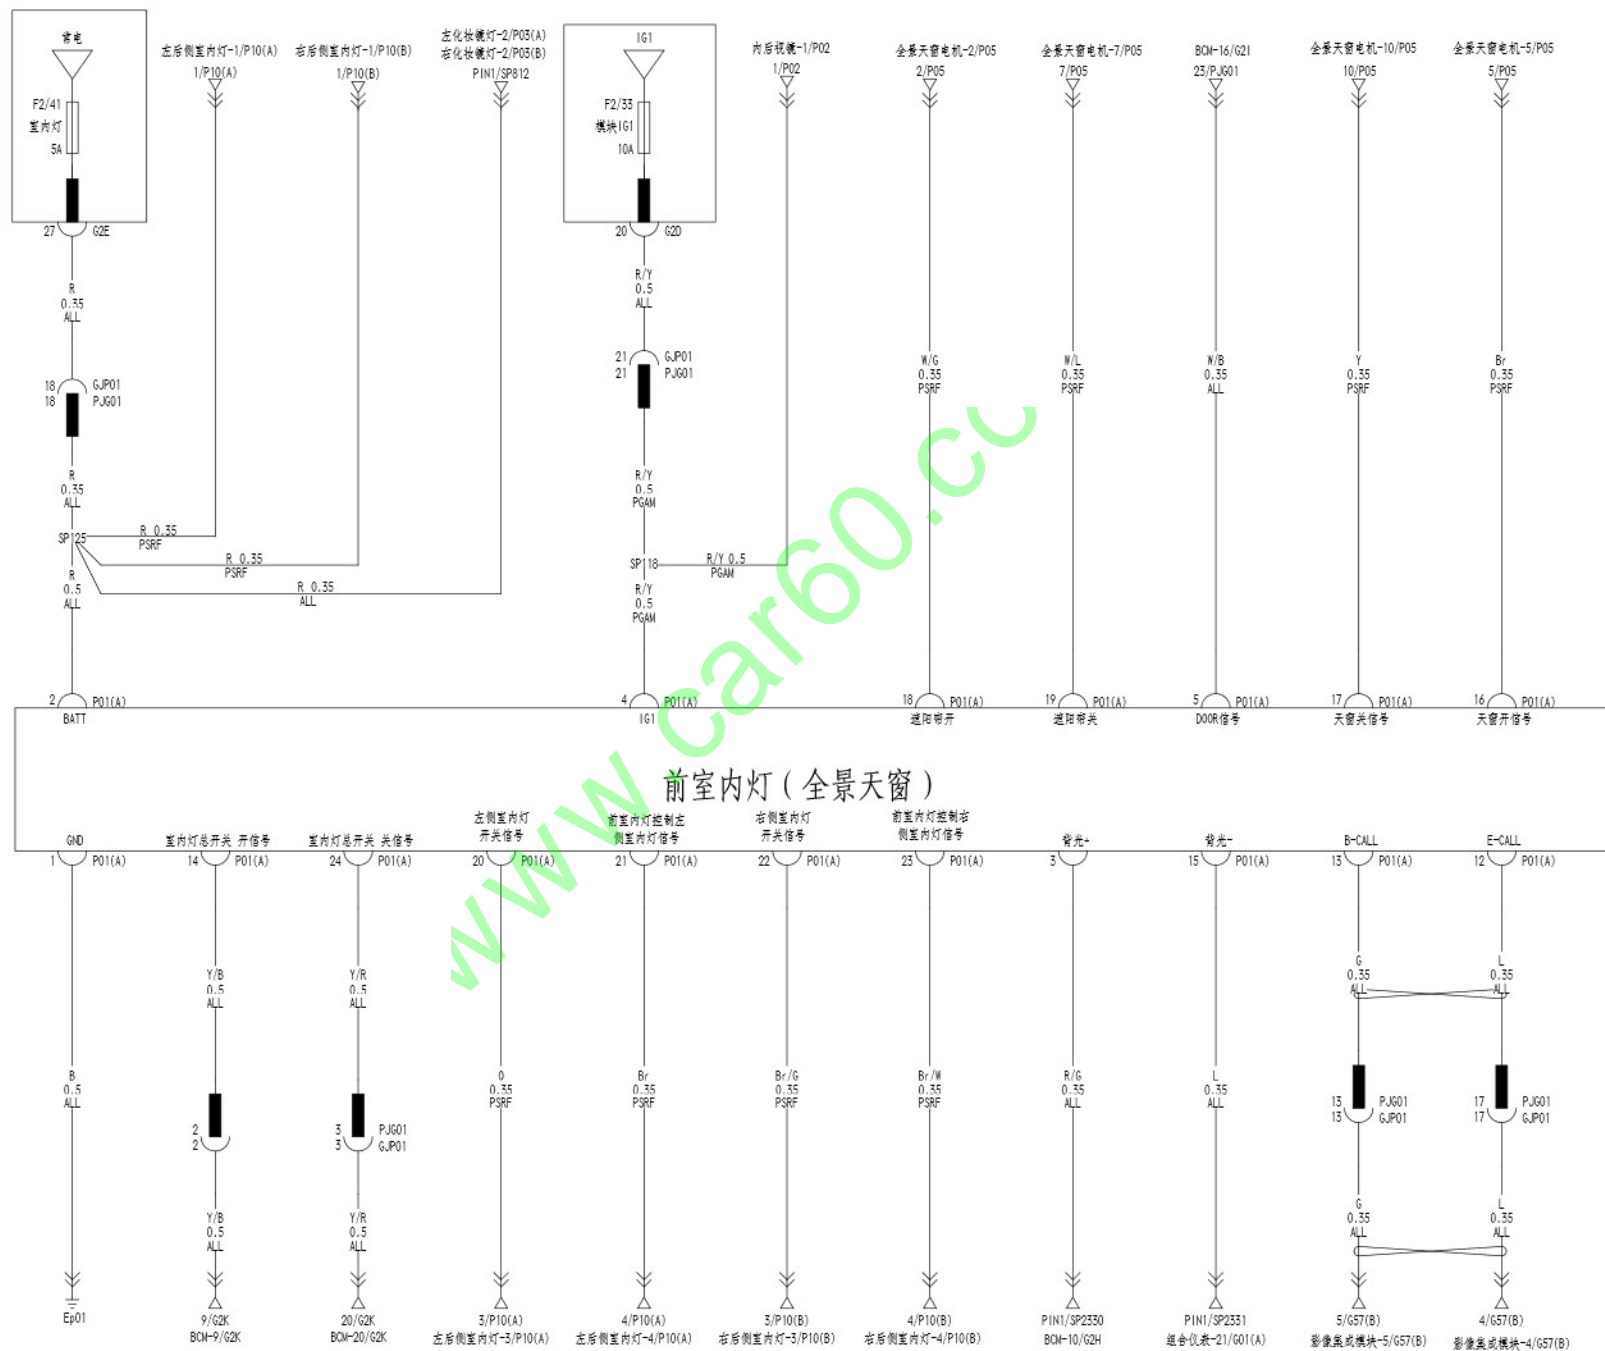 常电
F2/41
室内灯
5A
27 G2E
R
0.35
ALL
18 GJP01
18 PJG01
R
0.35
ALL
SP125
R
0.5
ALL
2 P01(A)
BATT
左后侧室内灯-1/P10(A)
1/P10(A)
R 0.35
PSRF
右后侧室内灯-1/P10(B)
1/P10(B)
R 0.35
PSRF
左化妆镜灯-2/P03(A)
右化妆镜灯-2/P03(B)
PIN1/SP812
R 0.35
ALL
IG1
F2/33
模块IG1
10A
20 G2D
R/Y
0.5
ALL
21 GJP01
21 PJG01
R/Y
0.5
PGAM
SP118
R/Y
0.5
PGAM
4 P01(A)
IG1
内后视镜-1/P02
1/P02
R/Y 0.5
PGAM
全景天窗电机-2/P05
2/P05
W/G
0.35
PSRF
18 P01(A)
遮阳帘开
全景天窗电机-7/P05
7/P05
W/L
0.35
PSRF
19 P01(A)
遮阳帘关
BCM-16/G2I
23/PJG01
W/B
0.35
ALL
5 P01(A)
DOOR信号
全景天窗电机-10/P05
10/P05
Y
0.35
PSRF
17 P01(A)
天窗关信号
全景天窗电机-5/P05
5/P05
Br
0.35
PSRF
16 P01(A)
天窗开信号
前室内灯(全景天窗)
GND
1 P01(A)
B
0.5
ALL
Ep01
室内灯总开关 开信号
14 P01(A)
Y/B
0.5
ALL
2
2
Y/B
0.5
ALL
9/G2K
BCM-9/G2K
室内灯总开关 关信号
24 P01(A)
Y/R
0.5
ALL
3 PJG01
3 GJP01
Y/R
0.5
ALL
20/G2K
BCM-20/G2K
左侧室内灯
开关信号
20 P01(A)
O
0.35
PSRF
3/P10(A)
左后侧室内灯-3/P10(A)
前室内灯控制左
侧室内灯信号
21 P01(A)
Br
0.35
PSRF
4/P10(A)
左后侧室内灯-4/P10(A)
右侧室内灯
开关信号
22 P01(A)
Br/G
0.35
PSRF
3/P10(B)
右后侧室内灯-3/P10(B)
前室内灯控制右
侧室内灯信号
23 P01(A)
Br/W
0.35
PSRF
4/P10(B)
右后侧室内灯-4/P10(B)
背光+
3 P01(A)
R/G
0.35
ALL
PIN1/SP2330
BCM-10/G2H
背光-
15 P01(A)
L
0.35
ALL
PIN1/SP2331
组合仪表-21/G01(A)
B-CALL
13 P01(A)
G
0.35
ALL
13 PJG01
13 GJP01
G
0.35
ALL
5/G57(B)
影像集成模块-5/G57(B)
E-CALL
12 P01(A)
L
0.35
ALL
17 PJG01
17 GJP01
L
0.35
ALL
4/G57(B)
影像集成模块-4/G57(B)
www.car60.co